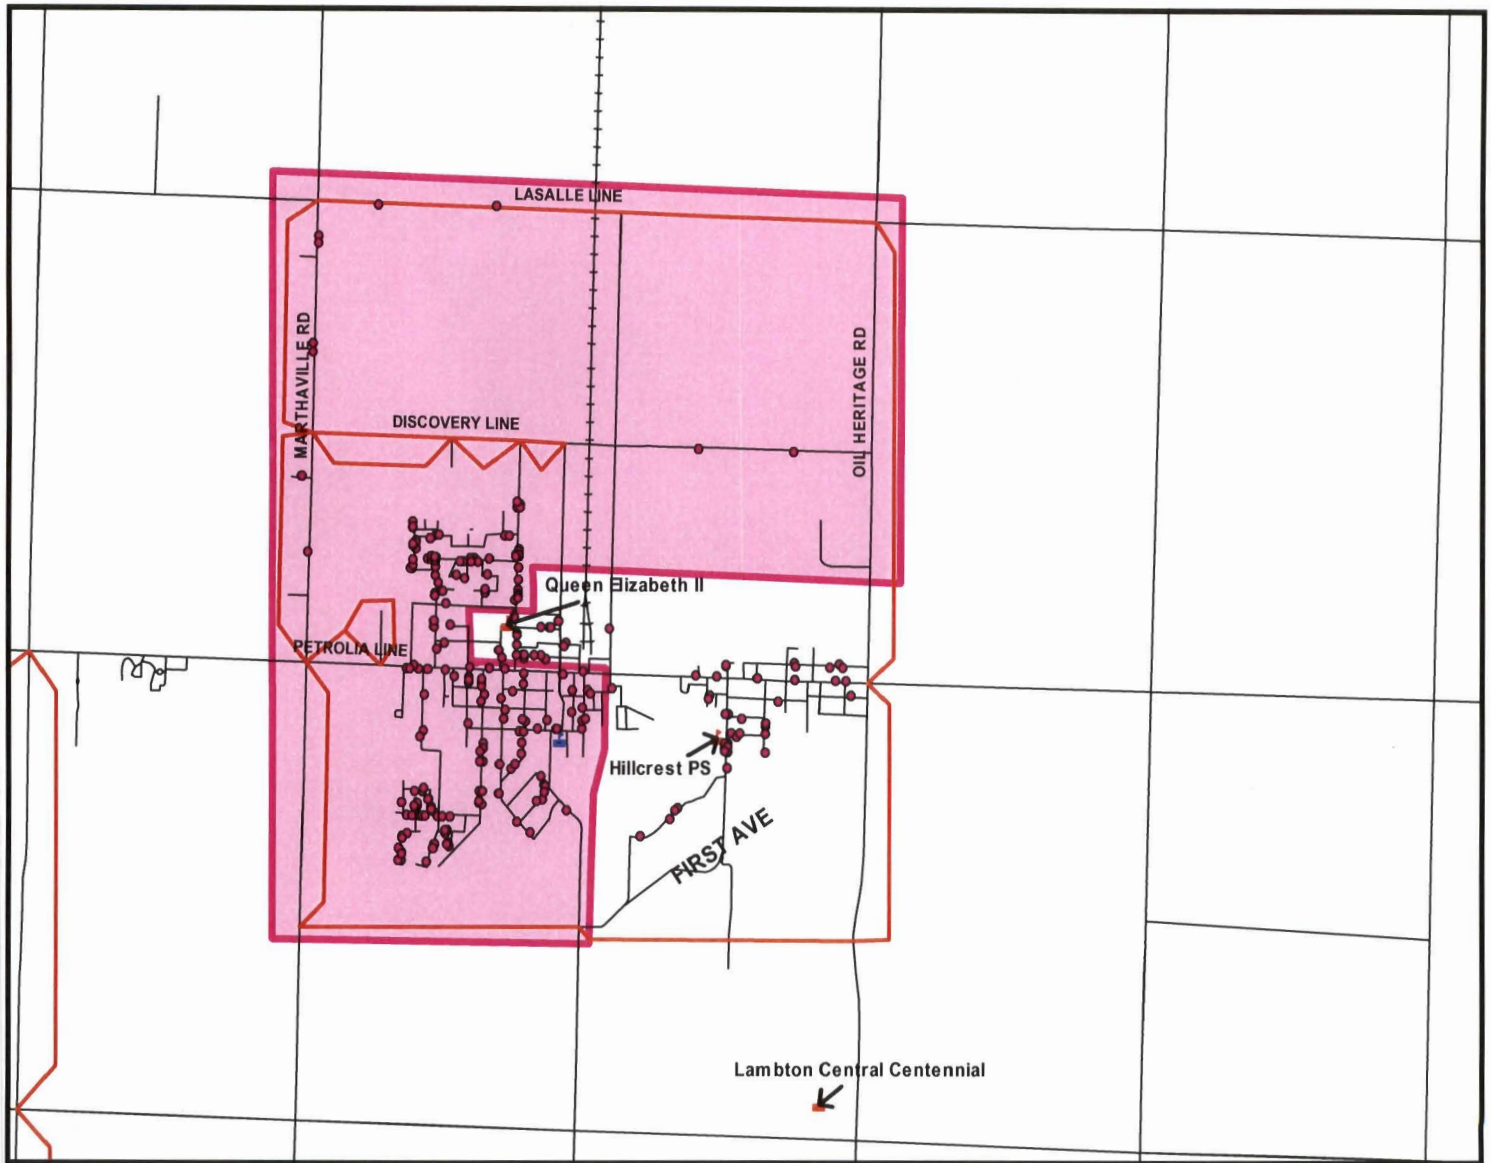 LASALLE LINE
MARTHAVILLE RD
OIL HERITAGE RD
DISCOVERY LINE
Queen Elizabeth II
PETROLIA LINE
Hillcrest PS
FIRST AVE
Lambton Central Centennial